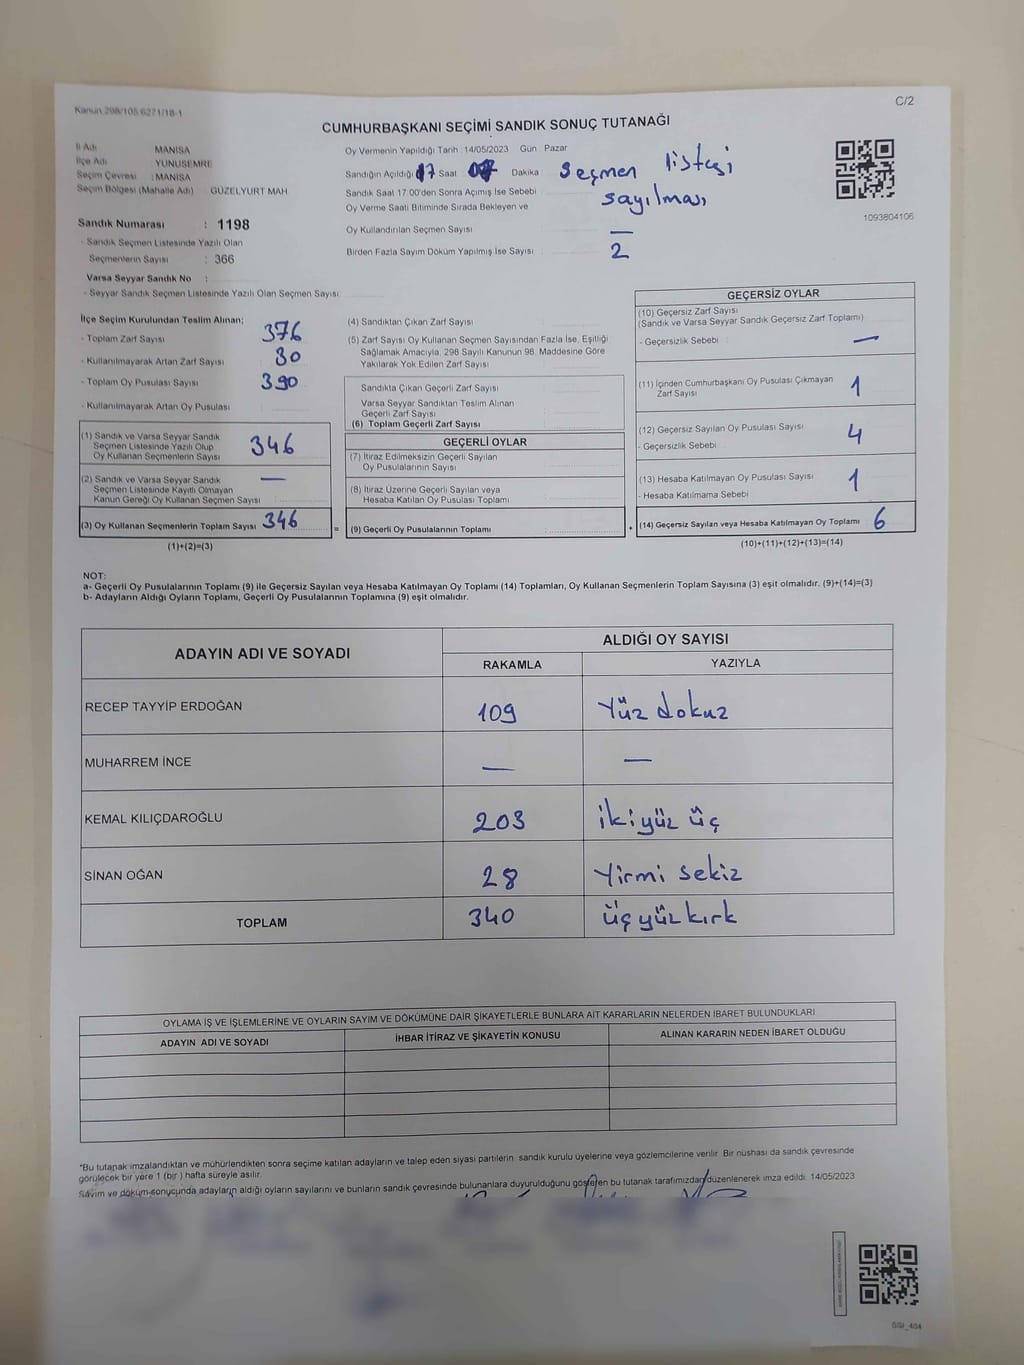 Kanun 298/105 6271/18-1
C/2
CUMHURBAŞKANI SEÇİMİ SANDIK SONUÇ TUTANAĞI
İl Adı MANİSA
İlçe Adı YUNUSEMRE
Seçim Çevresi : MANİSA
Seçim Bölgesi (Mahalle Adı) GÜZELYURT MAH.
Oy Vermenin Yapıldığı Tarih : 14/05/2023 Gün : Pazar
Sandığın Açıldığı 17 Saat 07 Dakika Seçmen listesi
Sandık Saat 17.00'den Sonra Açılmış İse Sebebi sayılması
Oy Verme Saati Bitiminde Sırada Bekleyen ve
Oy Kullandırılan Seçmen Sayısı —
Birden Fazla Sayım Döküm Yapılmış İse Sayısı : 2
1093804106
Sandık Numarası : 1198
- Sandık Seçmen Listesinde Yazılı Olan
Seçmenlerin Sayısı : 366
Varsa Seyyar Sandık No :
- Seyyar Sandık Seçmen Listesinde Yazılı Olan Seçmen Sayısı
İlçe Seçim Kurulundan Teslim Alınan;
- Toplam Zarf Sayısı 376
- Kullanılmayarak Artan Zarf Sayısı 30
- Toplam Oy Pusulası Sayısı 390
- Kullanılmayarak Artan Oy Pusulası
(1) Sandık ve Varsa Seyyar Sandık
Seçmen Listesinde Yazılı Olup
Oy Kullanan Seçmenlerin Sayısı 346
(2) Sandık ve Varsa Seyyar Sandık —
Seçmen Listesinde Kayıtlı Olmayan
Kanun Gereği Oy Kullanan Seçmen Sayısı
(3) Oy Kullanan Seçmenlerin Toplam Sayısı 346 =
(1)+(2)=(3)
(4) Sandıktan Çıkan Zarf Sayısı
(5) Zarf Sayısı Oy Kullanan Seçmen Sayısından Fazla İse, Eşitliği
Sağlamak Amacıyla, 298 Sayılı Kanunun 98. Maddesine Göre
Yakılarak Yok Edilen Zarf Sayısı
Sandıkta Çıkan Geçerli Zarf Sayısı
Varsa Seyyar Sandıktan Teslim Alınan
Geçerli Zarf Sayısı
(6) Toplam Geçerli Zarf Sayısı
GEÇERLİ OYLAR
(7) İtiraz Edilmeksizin Geçerli Sayılan
Oy Pusulalarının Sayısı
(8) İtiraz Üzerine Geçerli Sayılan veya
Hesaba Katılan Oy Pusulası Toplamı
(9) Geçerli Oy Pusulalarının Toplamı +
GEÇERSİZ OYLAR
(10) Geçersiz Zarf Sayısı
(Sandık ve Varsa Seyyar Sandık Geçersiz Zarf Toplamı)
- Geçersizlik Sebebi : —
(11) İçinden Cumhurbaşkanı Oy Pusulası Çıkmayan
Zarf Sayısı 1
(12) Geçersiz Sayılan Oy Pusulası Sayısı 4
- Geçersizlik Sebebi
(13) Hesaba Katılmayan Oy Pusulası Sayısı 1
- Hesaba Katılmama Sebebi
(14) Geçersiz Sayılan veya Hesaba Katılmayan Oy Toplamı 6
(10)+(11)+(12)+(13)=(14)
NOT:
a- Geçerli Oy Pusulalarının Toplamı (9) ile Geçersiz Sayılan veya Hesaba Katılmayan Oy Toplamı (14) Toplamları, Oy Kullanan Seçmenlerin Toplam Sayısına (3) eşit olmalıdır. (9)+(14)=(3)
b- Adayların Aldığı Oyların Toplamı, Geçerli Oy Pusulalarının Toplamına (9) eşit olmalıdır.
ADAYIN ADI VE SOYADI ALDIĞI OY SAYISI
RAKAMLA YAZIYLA
RECEP TAYYİP ERDOĞAN 109 Yüz dokuz
MUHARREM İNCE — —
KEMAL KILIÇDAROĞLU 203 ikiyüz üç
SİNAN OĞAN 28 Yirmi sekiz
TOPLAM 340 üçyüzkırk
OYLAMA İŞ VE İŞLEMLERİNE VE OYLARIN SAYIM VE DÖKÜMÜNE DAİR ŞİKAYETLERLE BUNLARA AİT KARARLARIN NELERDEN İBARET BULUNDUKLARI
ADAYIN ADI VE SOYADI İHBAR İTİRAZ VE ŞİKAYETİN KONUSU ALINAN KARARIN NEDEN İBARET OLDUĞU
*Bu tutanak imzalandıktan ve mühürlendikten sonra seçime katılan adayların ve talep eden siyasi partilerin sandık kurulu üyelerine veya gözlemcilerine verilir. Bir nüshası da sandık çevresinde
görülecek bir yere 1 (bir) hafta süreyle asılır.
Sayım ve döküm sonucunda adayların aldığı oyların sayılarını ve bunların sandık çevresinde bulunanlara duyurulduğunu gösteren bu tutanak tarafımızdan düzenlenerek imza edildi. 14/05/2023